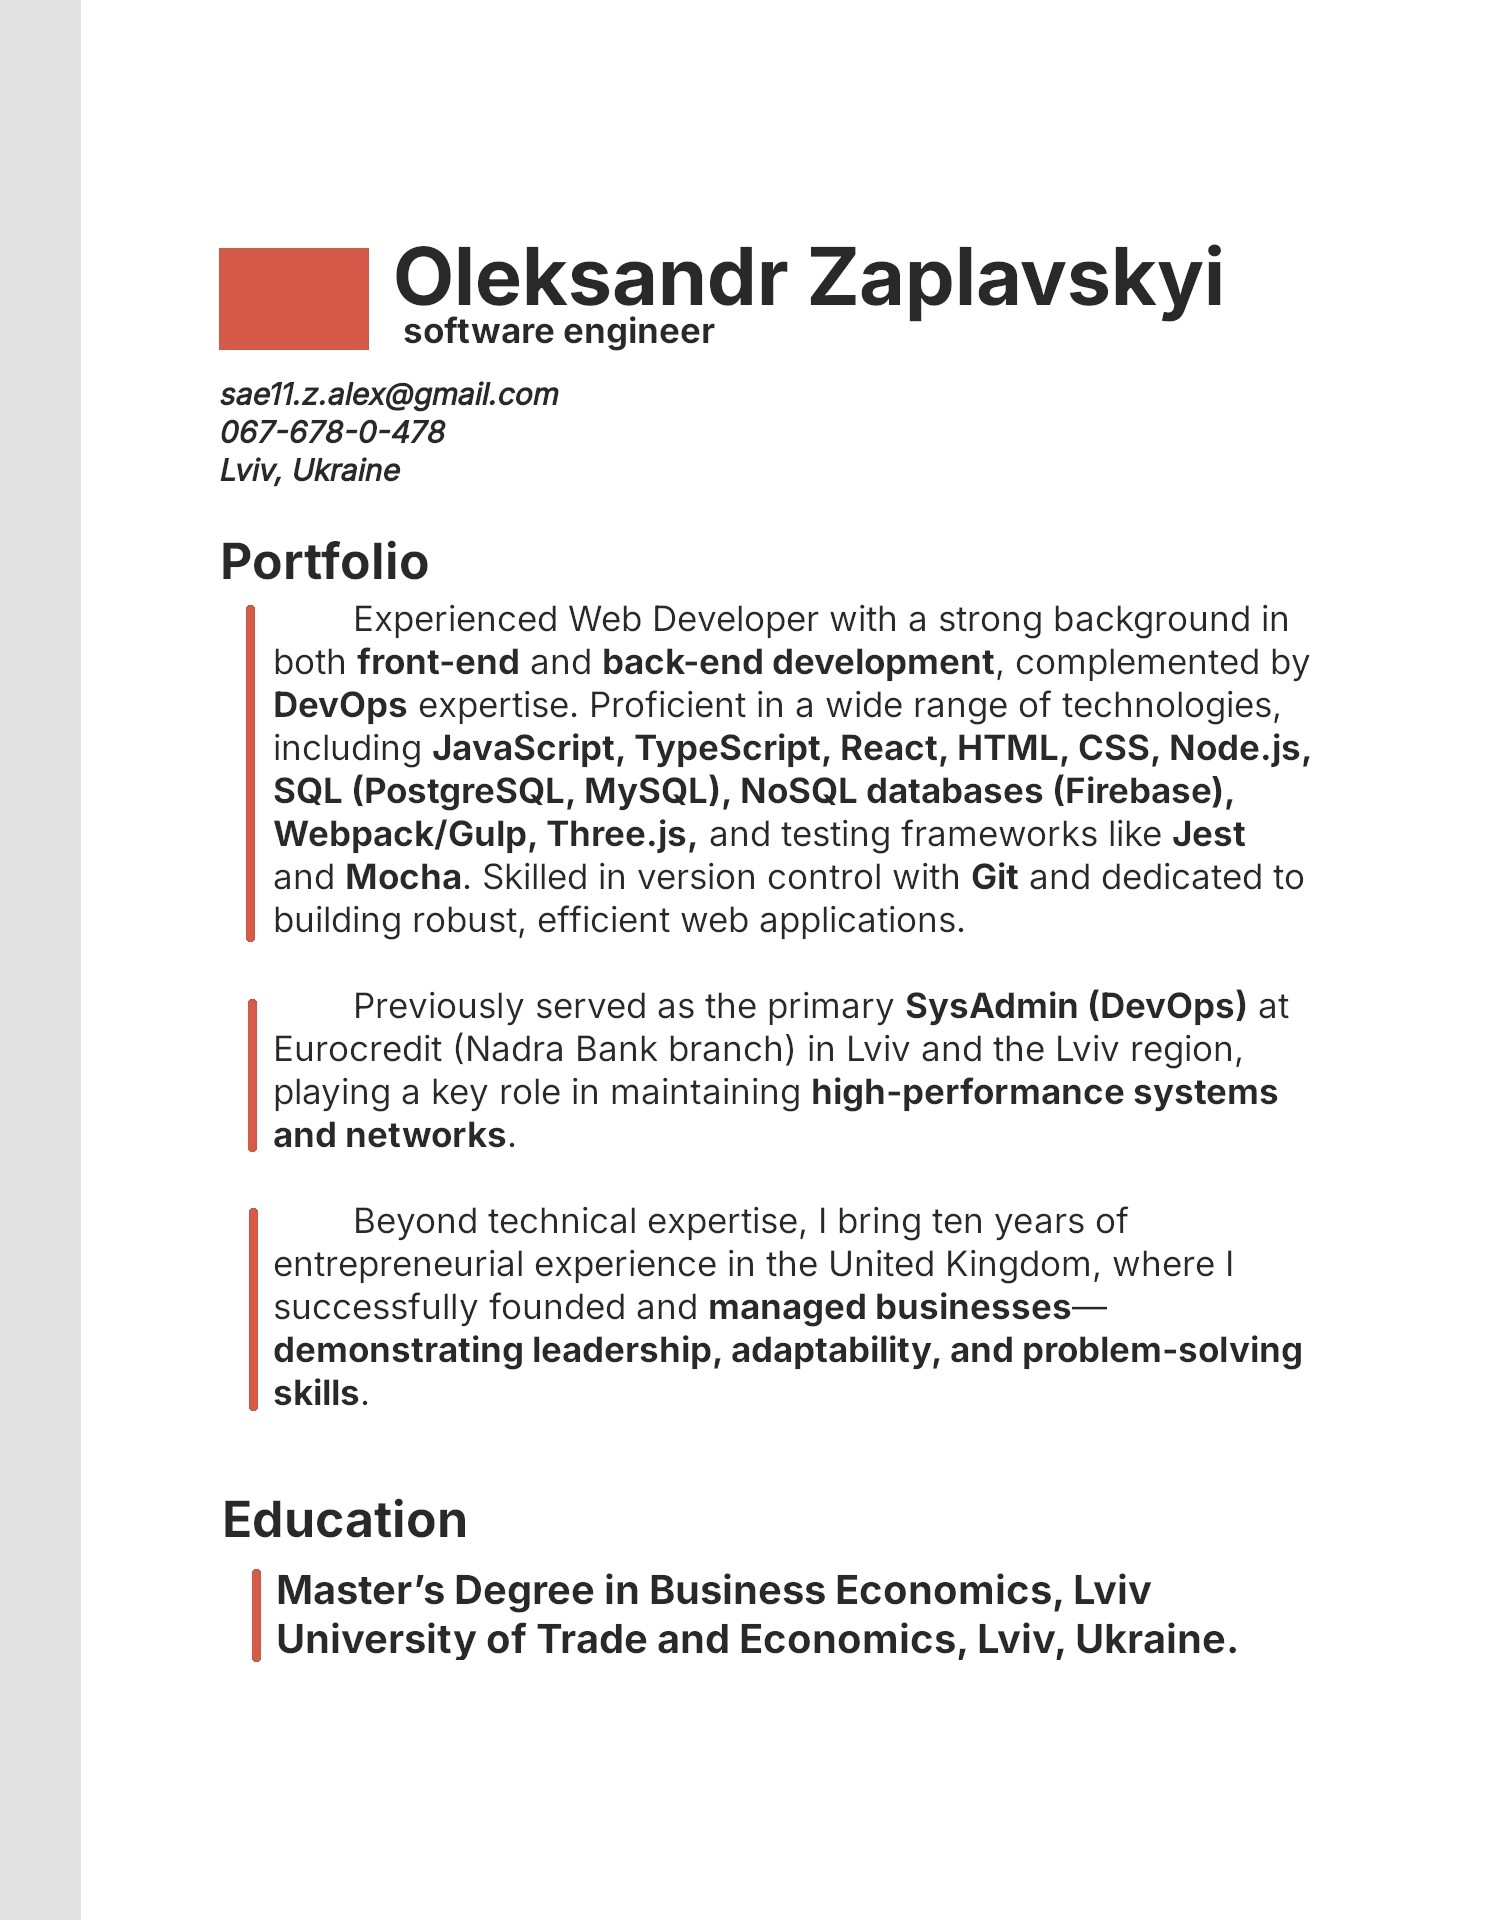 Oleksandr Zaplavskyi
software engineer
sae11.z.alex@gmail.com
067-678-0-478
Lviv, Ukraine
Portfolio
Experienced Web Developer with a strong background in
both front-end and back-end development, complemented by
DevOps expertise. Proficient in a wide range of technologies,
including JavaScript, TypeScript, React, HTML, CSS, Node.js,
SQL (PostgreSQL, MySQL), NoSQL databases (Firebase),
Webpack/Gulp, Three.js, and testing frameworks like Jest
and Mocha. Skilled in version control with Git and dedicated to
building robust, efficient web applications.
Previously served as the primary SysAdmin (DevOps) at
Eurocredit (Nadra Bank branch) in Lviv and the Lviv region,
playing a key role in maintaining high-performance systems
and networks.
Beyond technical expertise, I bring ten years of
entrepreneurial experience in the United Kingdom, where I
successfully founded and managed businesses—
demonstrating leadership, adaptability, and problem-solving
skills.
Education
Master’s Degree in Business Economics, Lviv
University of Trade and Economics, Lviv, Ukraine.